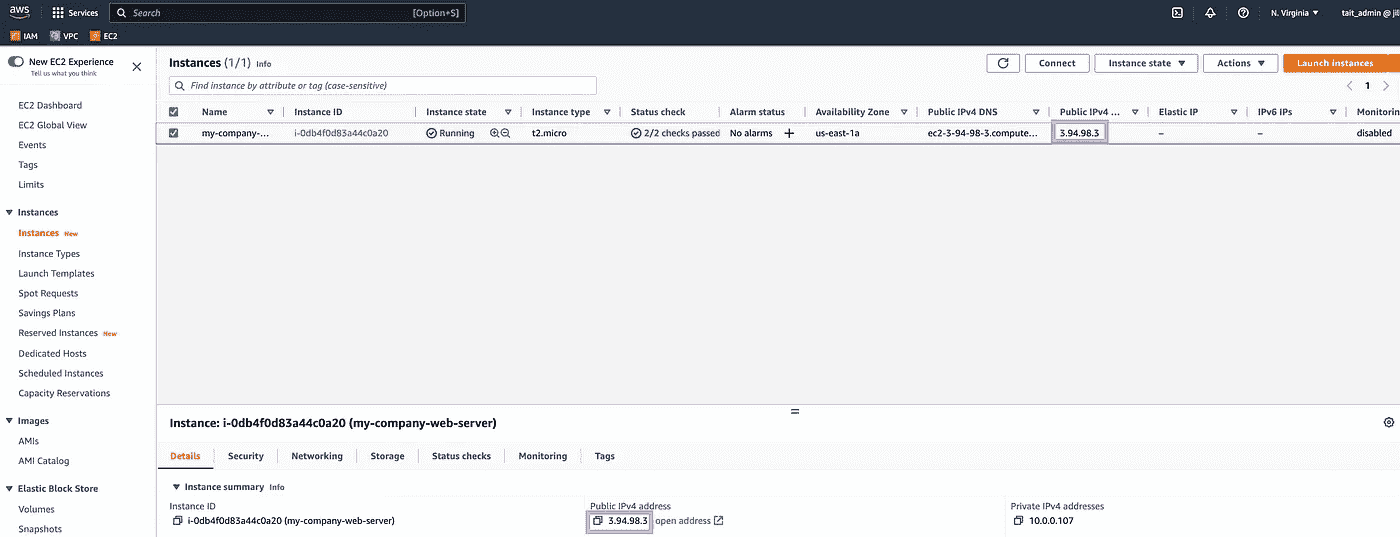 aws Services Search [Option+S] N. Virginia tait_admin @ jil
IAM VPC EC2
New EC2 Experience
Tell us what you think
EC2 Dashboard
EC2 Global View
Events
Tags
Limits
Instances
Instances New
Instance Types
Launch Templates
Spot Requests
Savings Plans
Reserved Instances New
Dedicated Hosts
Scheduled Instances
Capacity Reservations
Images
AMIs
AMI Catalog
Elastic Block Store
Volumes
Snapshots
Instances (1/1) Info Connect Instance state Actions Launch instances
Find instance by attribute or tag (case-sensitive) 1
Name Instance ID Instance state Instance type Status check Alarm status Availability Zone Public IPv4 DNS Public IPv4 ... Elastic IP IPv6 IPs Monitorin
my-company-... i-0db4f0d83a44c0a20 Running t2.micro 2/2 checks passed No alarms + us-east-1a ec2-3-94-98-3.compute... 3.94.98.3 – – disabled
Instance: i-0db4f0d83a44c0a20 (my-company-web-server)
Details Security Networking Storage Status checks Monitoring Tags
Instance summary Info
Instance ID Public IPv4 address Private IPv4 addresses
i-0db4f0d83a44c0a20 (my-company-web-server) 3.94.98.3 open address 10.0.0.107